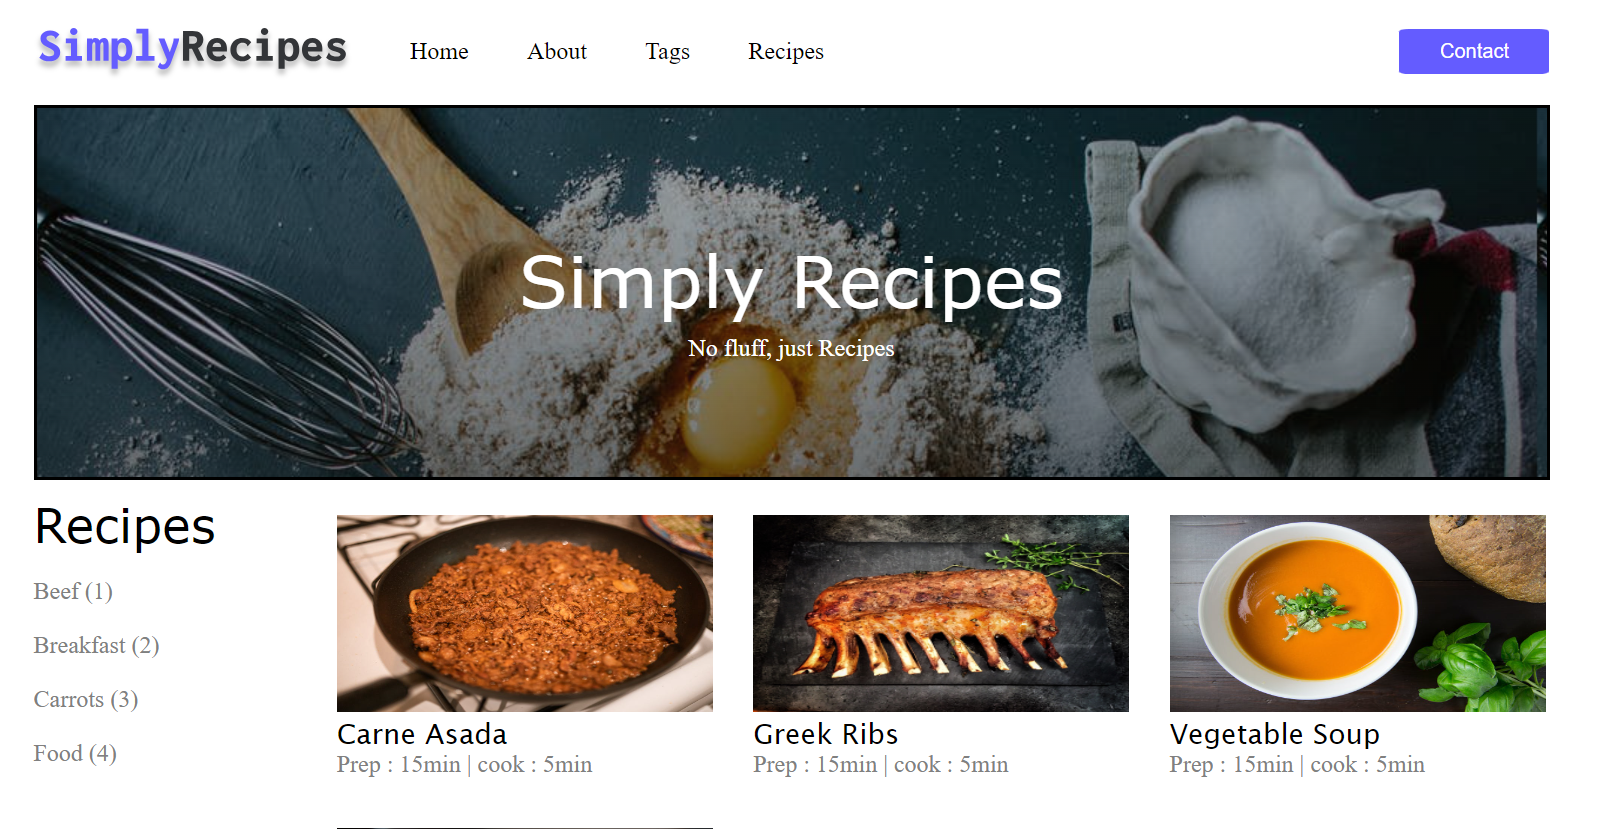 SimplyRecipes
Home
About
Tags
Recipes
Contact
Simply Recipes
No fluff, just Recipes
Recipes
Beef (1)
Breakfast (2)
Carrots (3)
Food (4)
Carne Asada
Prep : 15min | cook : 5min
Greek Ribs
Prep : 15min | cook : 5min
Vegetable Soup
Prep : 15min | cook : 5min